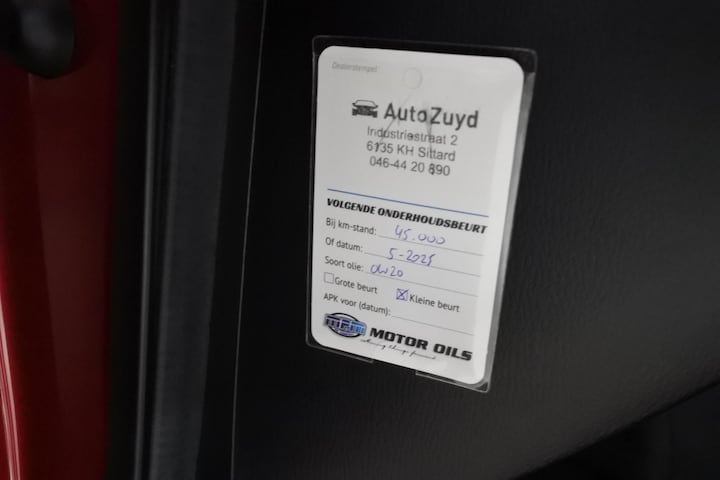 Dealerstempel
AutoZuyd
Industriestraat 2
6135 KH Sittard
046-44 20 890
VOLGENDE ONDERHOUDSBEURT
Bij km-stand: 45.000
Of datum: 5-2025
Soort olie: 0w20
Grote beurt Kleine beurt
APK voor (datum):
MOTOR OILS